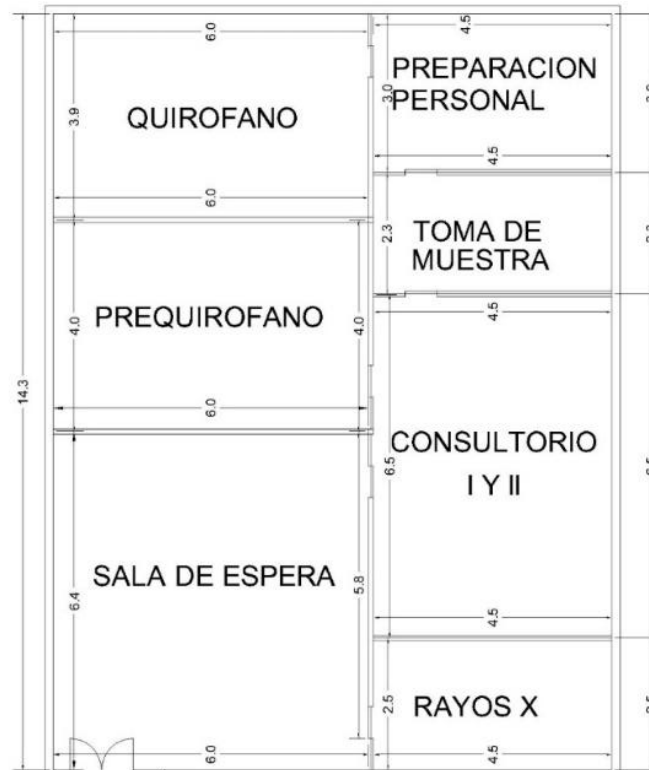 6.0
4.5
3.9
3.0
PREPARACION
PERSONAL
QUIROFANO
4.5
6.0
2.3
TOMA DE
MUESTRA
4.5
PREQUIROFANO
4.0
4.0
14.3
6.0
CONSULTORIO
I Y II
6.5
SALA DE ESPERA
6.4
5.8
4.5
2.5
RAYOS X
6.0
4.5